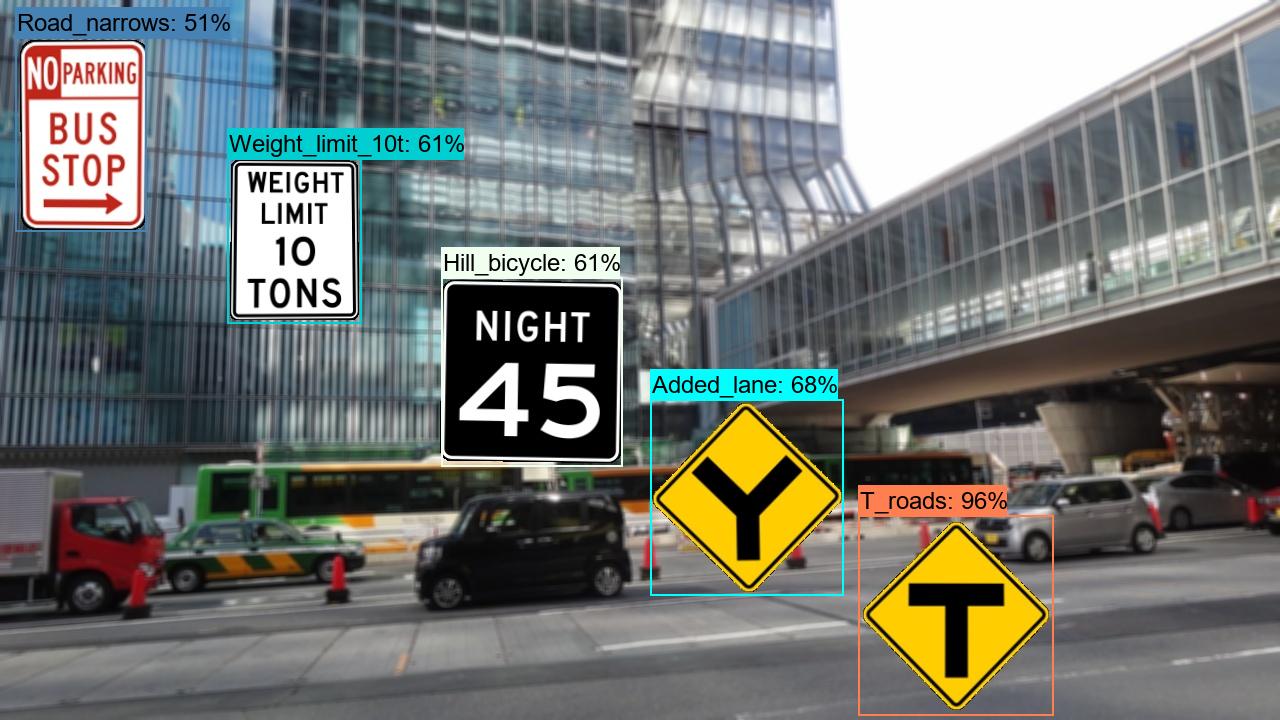 Road_narrows: 51%
NO PARKING
BUS
STOP
Weight_limit_10t: 61%
WEIGHT
LIMIT
10
TONS
Hill_bicycle: 61%
NIGHT
45
Added_lane: 68%
T_roads: 96%